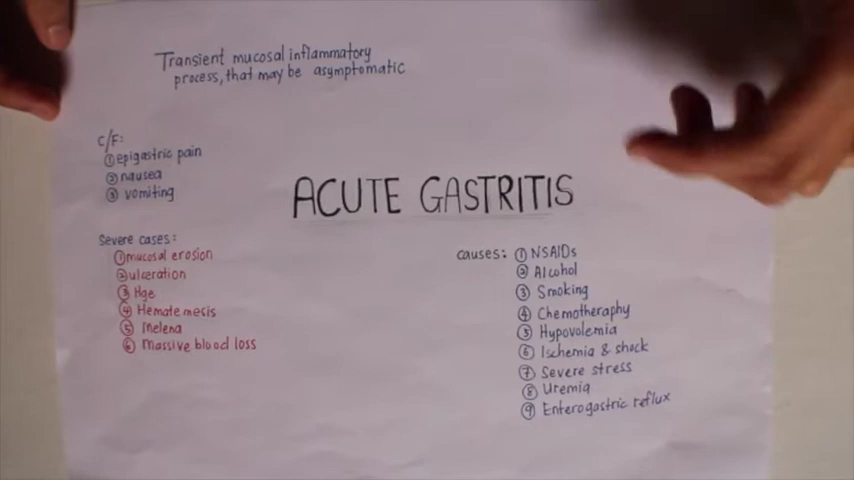 Transient mucosal inflammatory
process, that may be asymptomatic
C/F:
① epigastric pain
② nausea
③ vomiting
ACUTE GASTRITIS
Severe cases:
① mucosal erosion
② ulceration
③ Hge
④ Hematemesis
⑤ melena
⑥ massive blood loss
causes: ① NSAIDs
② Alcohol
③ Smoking
④ Chemotheraphy
⑤ Hypovolemia
⑥ Ischemia & shock
⑦ Severe stress
⑧ Uremia
⑨ Enterogastric reflux